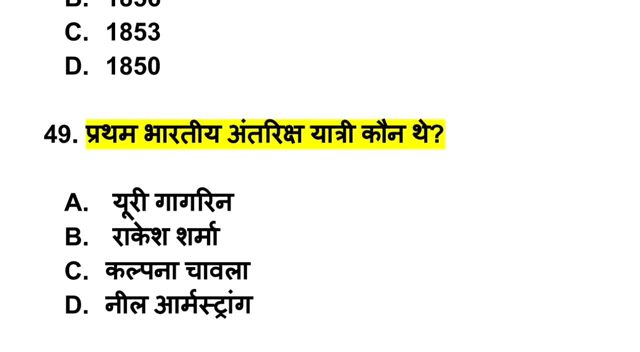 C. 1853
D. 1850
49. प्रथम भारतीय अंतरिक्ष यात्री कौन थे?
A. यूरी गागरिन
B. राकेश शर्मा
C. कल्पना चावला
D. नील आर्मस्ट्रांग